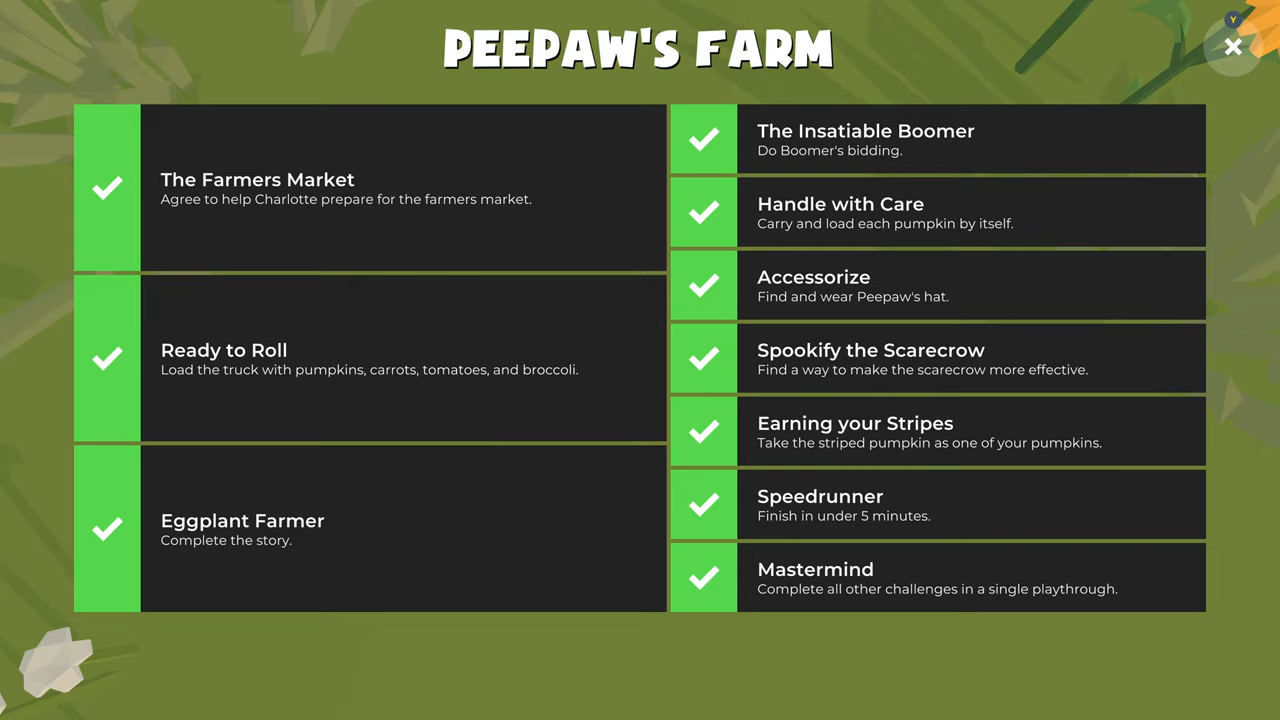 PEEPAW'S FARM
Y
The Farmers Market
Agree to help Charlotte prepare for the farmers market.
Ready to Roll
Load the truck with pumpkins, carrots, tomatoes, and broccoli.
Eggplant Farmer
Complete the story.
The Insatiable Boomer
Do Boomer's bidding.
Handle with Care
Carry and load each pumpkin by itself.
Accessorize
Find and wear Peepaw's hat.
Spookify the Scarecrow
Find a way to make the scarecrow more effective.
Earning your Stripes
Take the striped pumpkin as one of your pumpkins.
Speedrunner
Finish in under 5 minutes.
Mastermind
Complete all other challenges in a single playthrough.